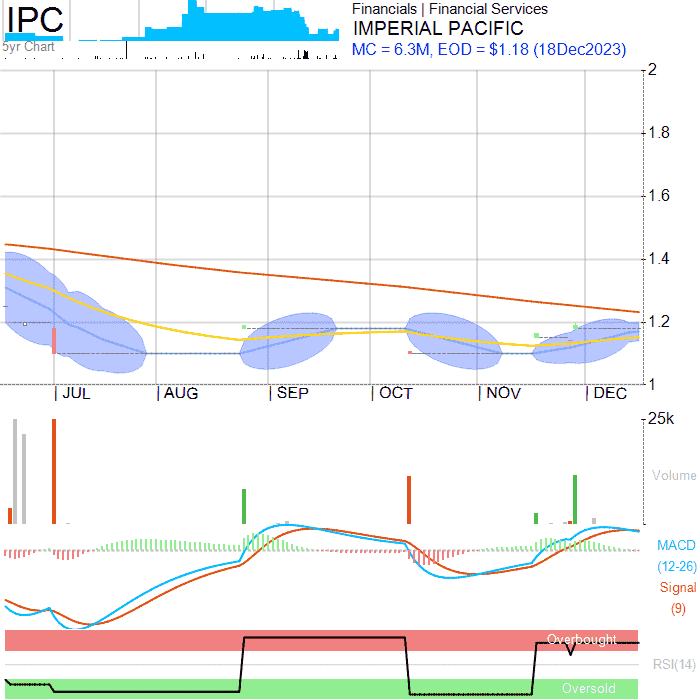 IPC
5yr Chart
Financials | Financial Services
IMPERIAL PACIFIC
MC = 6.3M, EOD = $1.18 (18Dec2023)
2
1.8
1.6
1.4
1.2
1
| JUL | AUG | SEP | OCT | NOV | DEC
25k
Volume
MACD
(12-26)
Signal
(9)
Overbought
RSI(14)
Oversold